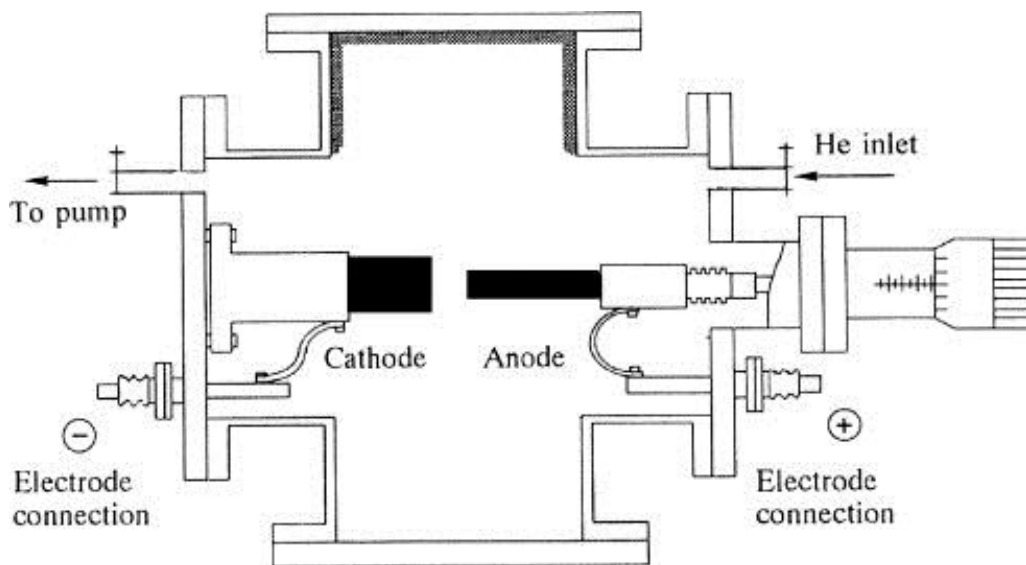 He inlet
To pump
Cathode
Anode
−
+
Electrode
connection
Electrode
connection